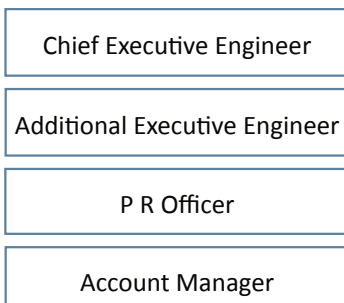 Chief Executive Engineer
Additional Executive Engineer
P R Officer
Account Manager